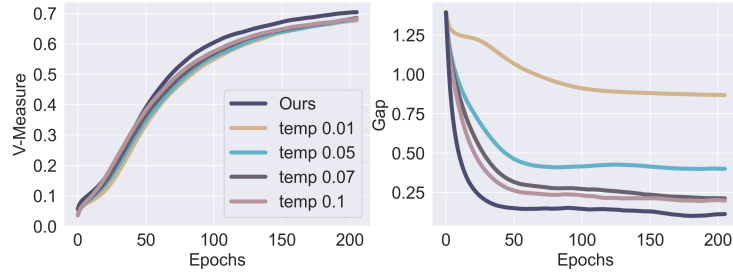 V-Measure
0.7
0.6
0.5
0.4
0.3
0.2
0.1
0.0
0 50 100 150 200
Epochs
Ours
temp 0.01
temp 0.05
temp 0.07
temp 0.1
Gap
1.25
1.00
0.75
0.50
0.25
0 50 100 150 200
Epochs